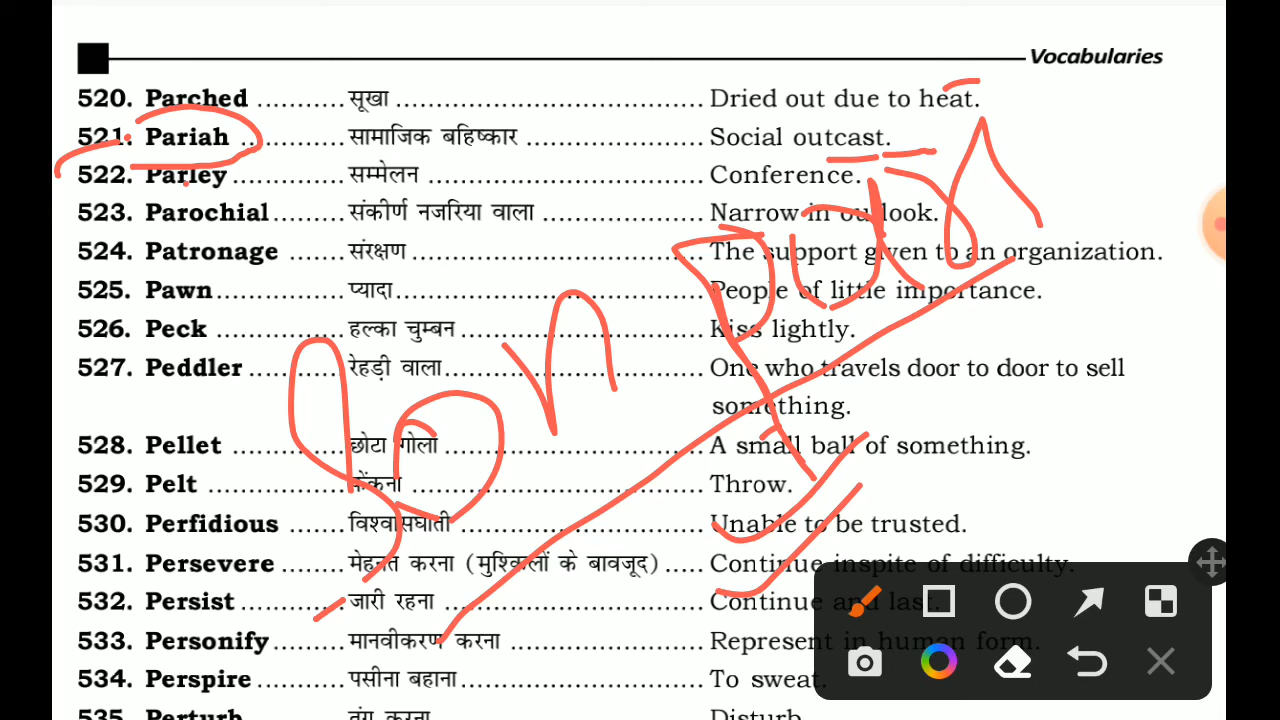 Vocabularies
520. Parched ............ सूखा ..................................... Dried out due to heat.
521. Pariah ............ सामाजिक बहिष्कार ..................... Social outcast.
522. Parley ............... सम्मेलन ................................. Conference.
523. Parochial ......... संकीर्ण नजरिया वाला ................... Narrow in outlook.
524. Patronage ....... संरक्षण ................................... The support given to an organization.
525. Pawn ................. प्यादा ..................................... People of little importance.
526. Peck ................. हल्का चुम्बन .............................. Kiss lightly.
527. Peddler ............ रेहड़ी वाला ............................... One who travels door to door to sell
something.
528. Pellet ............... छोटा गोला ............................... A small ball of something.
529. Pelt .................. फेंकना ................................... Throw.
530. Perfidious ....... विश्वासघाती ............................. Unable to be trusted.
531. Persevere ........ मेहनत करना (मुश्किलों के बावजूद) ..... Continue inspite of difficulty.
532. Persist ............. जारी रहना ................................ Continue and last.
533. Personify ......... मानवीकरण करना ....................... Represent in human form.
534. Perspire ........... पसीना बहाना ............................. To sweat.
535. Perturb ............ तंग करना ................................. Disturb.
Son